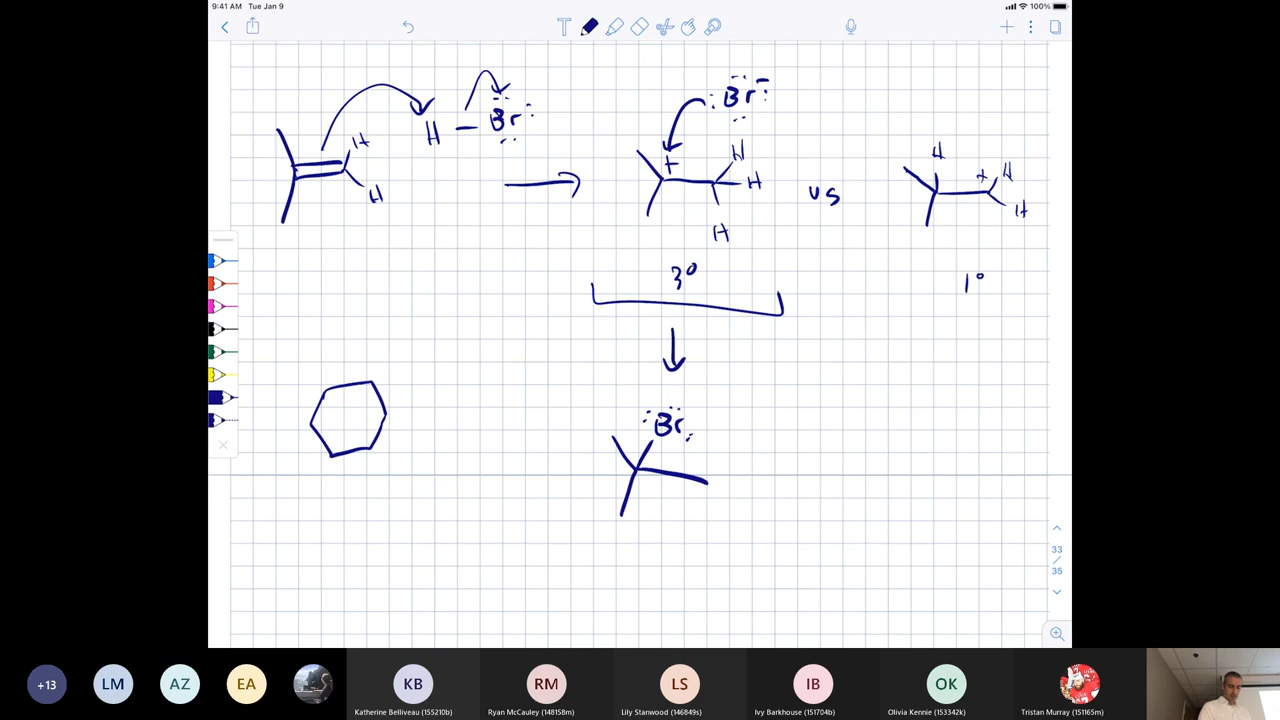 9:41 AM Tue Jan 9
100%
T
H
H
H – Br
Br
+
H
H
H
vs
H
+
H
H
3°
1°
Br
33
/
35
+13
LM
AZ
EA
KB
RM
LS
IB
OK
Katherine Belliveau (155210b)
Ryan McCauley (148158m)
Lily Stanwood (146849s)
Ivy Barkhouse (151704b)
Olivia Kennie (153342k)
Tristan Murray (151165m)